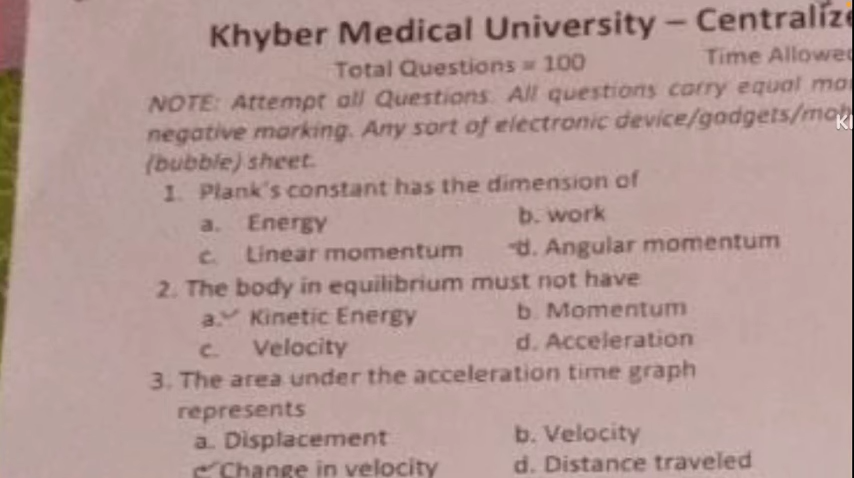 Khyber Medical University – Centralize
Total Questions = 100 Time Allowed
NOTE: Attempt all Questions. All questions carry equal ma
negative marking. Any sort of electronic device/gadgets/mob
(bubble) sheet.
1. Plank's constant has the dimension of
a. Energy b. work
c. Linear momentum d. Angular momentum
2. The body in equilibrium must not have
a. Kinetic Energy b. Momentum
c. Velocity d. Acceleration
3. The area under the acceleration time graph
represents
a. Displacement b. Velocity
c. Change in velocity d. Distance traveled